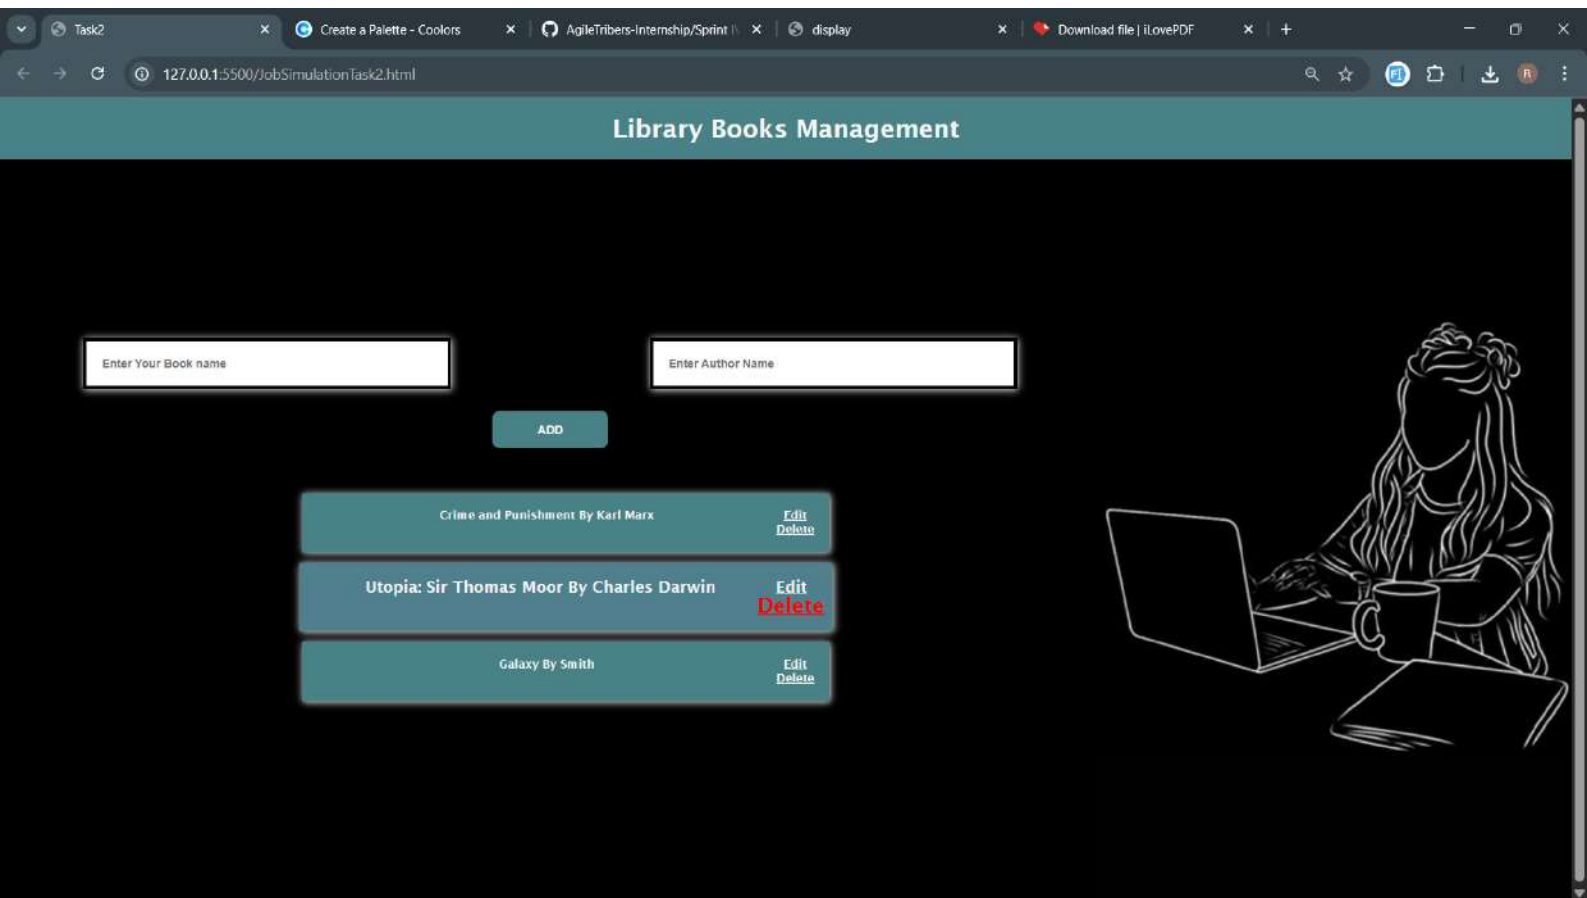 Task2
Create a Palette - Coolors
AgileTribers-Internship/Sprint I
display
Download file | iLovePDF
127.0.0.1:5500/JobSimulationTask2.html
R
Library Books Management
Enter Your Book name
Enter Author Name
ADD
Crime and Punishment By Karl Marx
Edit
Delete
Utopia: Sir Thomas Moor By Charles Darwin
Edit
Delete
Galaxy By Smith
Edit
Delete